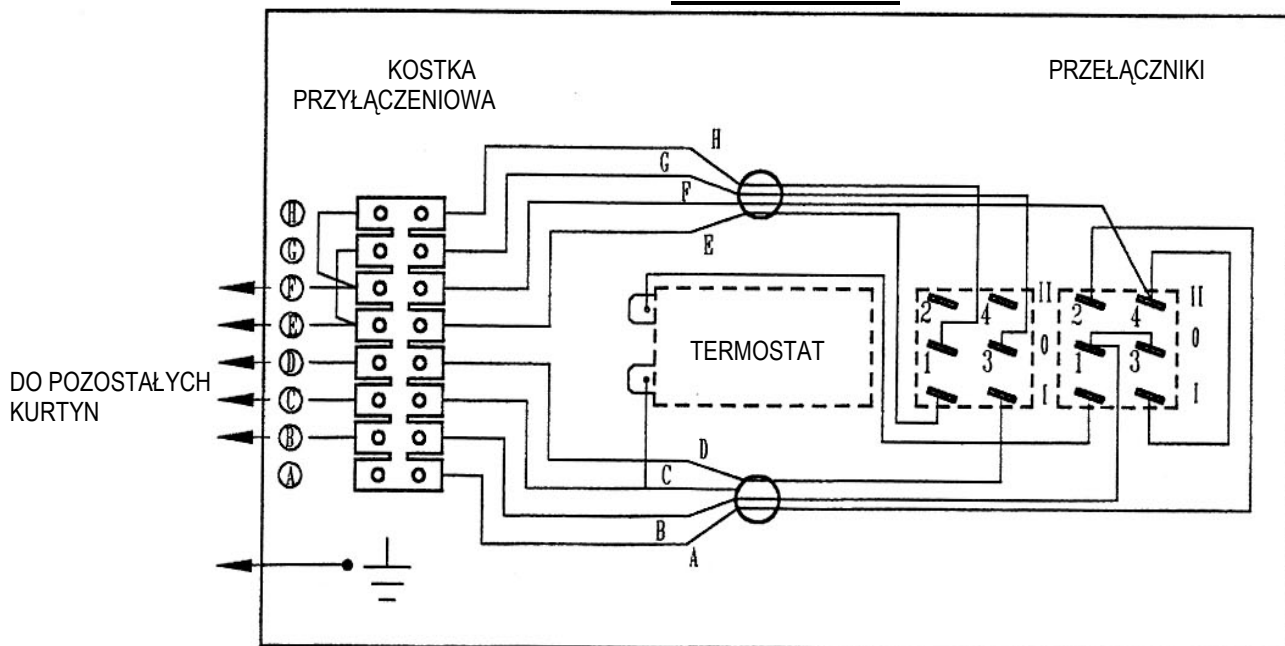 KOSTKA
PRZYŁĄCZENIOWA
PRZEŁĄCZNIKI
H
G
F
E
H
G
F
E
D
C
B
A
DO POZOSTAŁYCH
KURTYN
TERMOSTAT
2 4 II
1 3 0
I
2 4 II
1 3 0
I
D
C
B
A